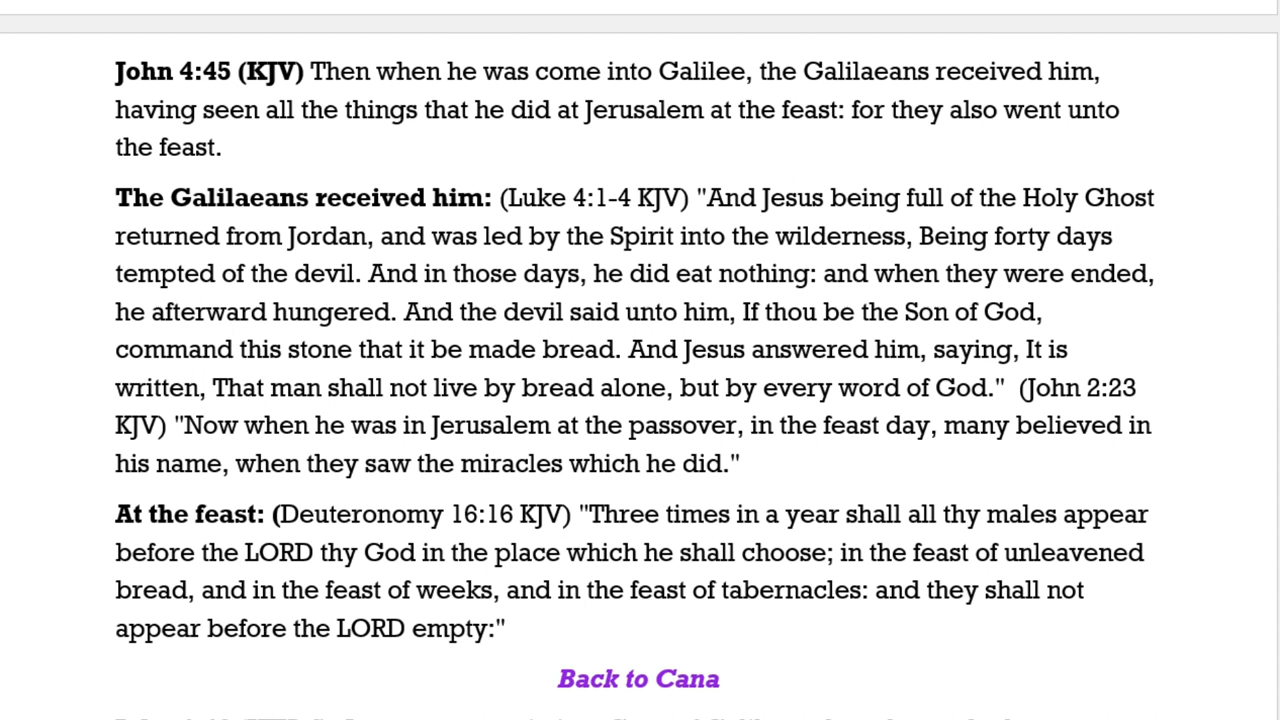 John 4:45 (KJV) Then when he was come into Galilee, the Galilaeans received him,
having seen all the things that he did at Jerusalem at the feast: for they also went unto
the feast.
The Galilaeans received him: (Luke 4:1-4 KJV) "And Jesus being full of the Holy Ghost
returned from Jordan, and was led by the Spirit into the wilderness, Being forty days
tempted of the devil. And in those days, he did eat nothing: and when they were ended,
he afterward hungered. And the devil said unto him, If thou be the Son of God,
command this stone that it be made bread. And Jesus answered him, saying, It is
written, That man shall not live by bread alone, but by every word of God."  (John 2:23
KJV) "Now when he was in Jerusalem at the passover, in the feast day, many believed in
his name, when they saw the miracles which he did."
At the feast: (Deuteronomy 16:16 KJV) "Three times in a year shall all thy males appear
before the LORD thy God in the place which he shall choose; in the feast of unleavened
bread, and in the feast of weeks, and in the feast of tabernacles: and they shall not
appear before the LORD empty:"
Back to Cana